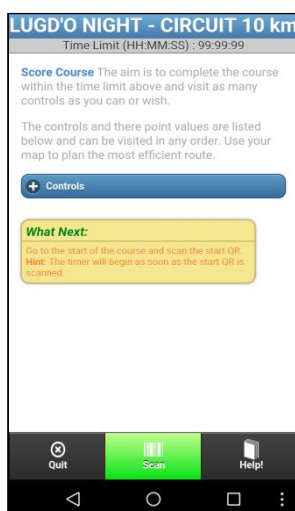 LUGD'O NIGHT - CIRCUIT 10 km
Time Limit (HH:MM:SS) : 99:99:99
Score Course The aim is to complete the course
within the time limit above and visit as many
controls as you can or wish.
The controls and there point values are listed
below and can be visited in any order. Use your
map to plan the most efficient route.
Controls
What Next:
Go to the start of the course and scan the start QR.
Hint: The timer will begin as soon as the start QR is
scanned.
Quit
Scan
Help!